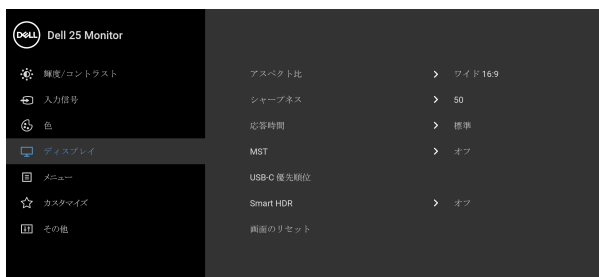 DELL Dell 25 Monitor
輝度/コントラスト
入力信号
色
ディスプレイ
メニュー
カスタマイズ
その他
アスペクト比 > ワイド 16:9
シャープネス > 50
応答時間 > 標準
MST > オフ
USB-C 優先順位
Smart HDR > オフ
画面のリセット